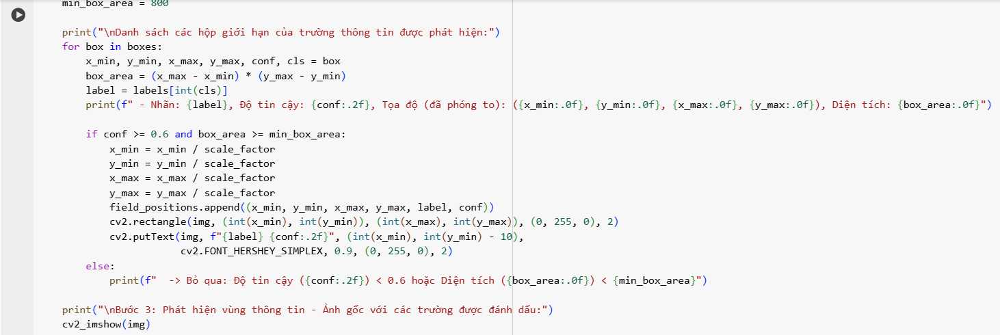 min_box_area = 800
print("\nDanh sách các hộp giới hạn của trường thông tin được phát hiện:")
for box in boxes:
x_min, y_min, x_max, y_max, conf, cls = box
box_area = (x_max - x_min) * (y_max - y_min)
label = labels[int(cls)]
print(f" - Nhãn: {label}, Độ tin cậy: {conf:.2f}, Tọa độ (đã phóng to): ({x_min:.0f}, {y_min:.0f}, {x_max:.0f}, {y_max:.0f}), Diện tích: {box_area:.0f}")
if conf >= 0.6 and box_area >= min_box_area:
x_min = x_min / scale_factor
y_min = y_min / scale_factor
x_max = x_max / scale_factor
y_max = y_max / scale_factor
field_positions.append((x_min, y_min, x_max, y_max, label, conf))
cv2.rectangle(img, (int(x_min), int(y_min)), (int(x_max), int(y_max)), (0, 255, 0), 2)
cv2.putText(img, f"{label} {conf:.2f}", (int(x_min), int(y_min) - 10),
cv2.FONT_HERSHEY_SIMPLEX, 0.9, (0, 255, 0), 2)
else:
print(f"  -> Bỏ qua: Độ tin cậy ({conf:.2f}) < 0.6 hoặc Diện tích ({box_area:.0f}) < {min_box_area}")
print("\nBước 3: Phát hiện vùng thông tin - Ảnh gốc với các trường được đánh dấu:")
cv2_imshow(img)